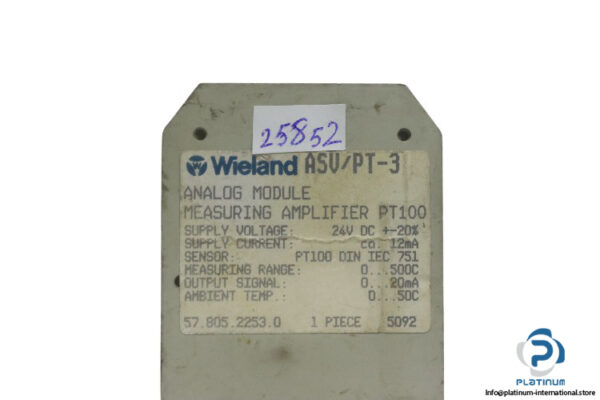 25852
Wieland ASV/PT-3
ANALOG MODULE
MEASURING AMPLIFIER PT100
SUPPLY VOLTAGE: 24V DC +-20%
SUPPLY CURRENT: ca. 12mA
SENSOR: PT100 DIN IEC 751
MEASURING RANGE: 0...500C
OUTPUT SIGNAL: 0...20mA
AMBIENT TEMP.: 0...50C
57.805.2253.0 1 PIECE 5092
PLATINUM
Info@platinum-international.store